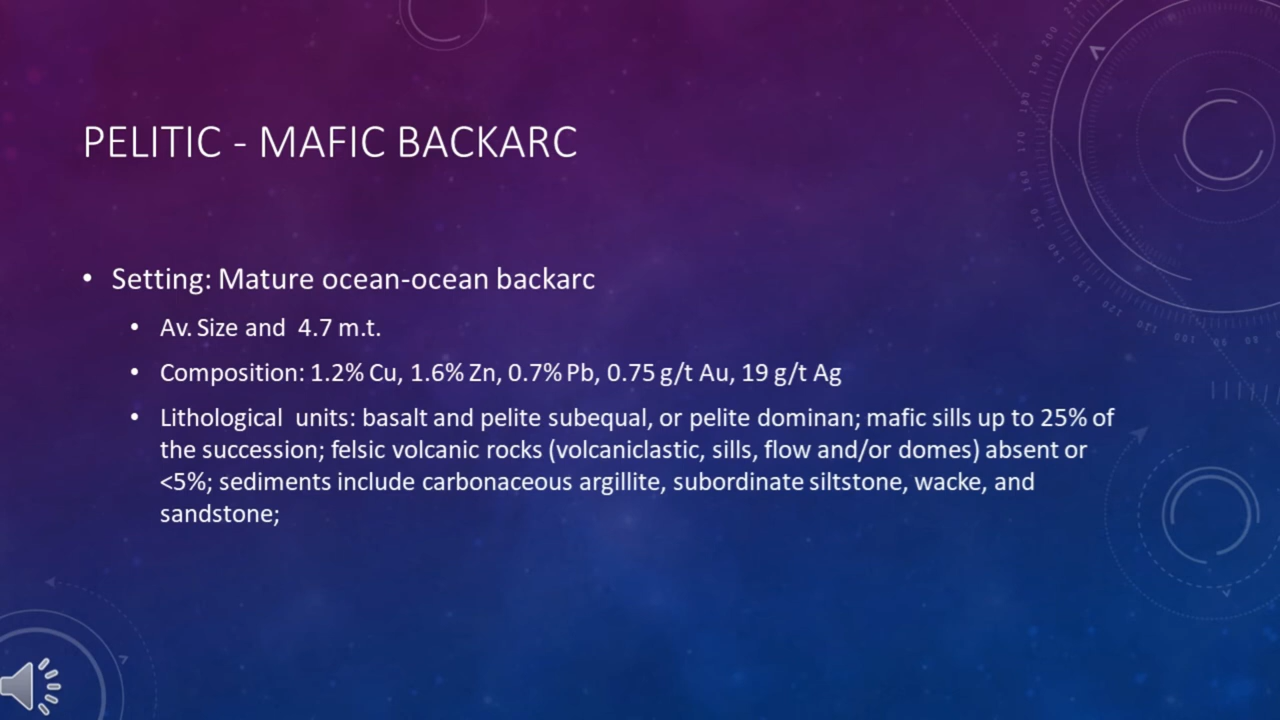 PELITIC - MAFIC BACKARC
• Setting: Mature ocean-ocean backarc
• Av. Size and 4.7 m.t.
• Composition: 1.2% Cu, 1.6% Zn, 0.7% Pb, 0.75 g/t Au, 19 g/t Ag
• Lithological units: basalt and pelite subequal, or pelite dominan; mafic sills up to 25% of
the succession; felsic volcanic rocks (volcaniclastic, sills, flow and/or domes) absent or
<5%; sediments include carbonaceous argillite, subordinate siltstone, wacke, and
sandstone;